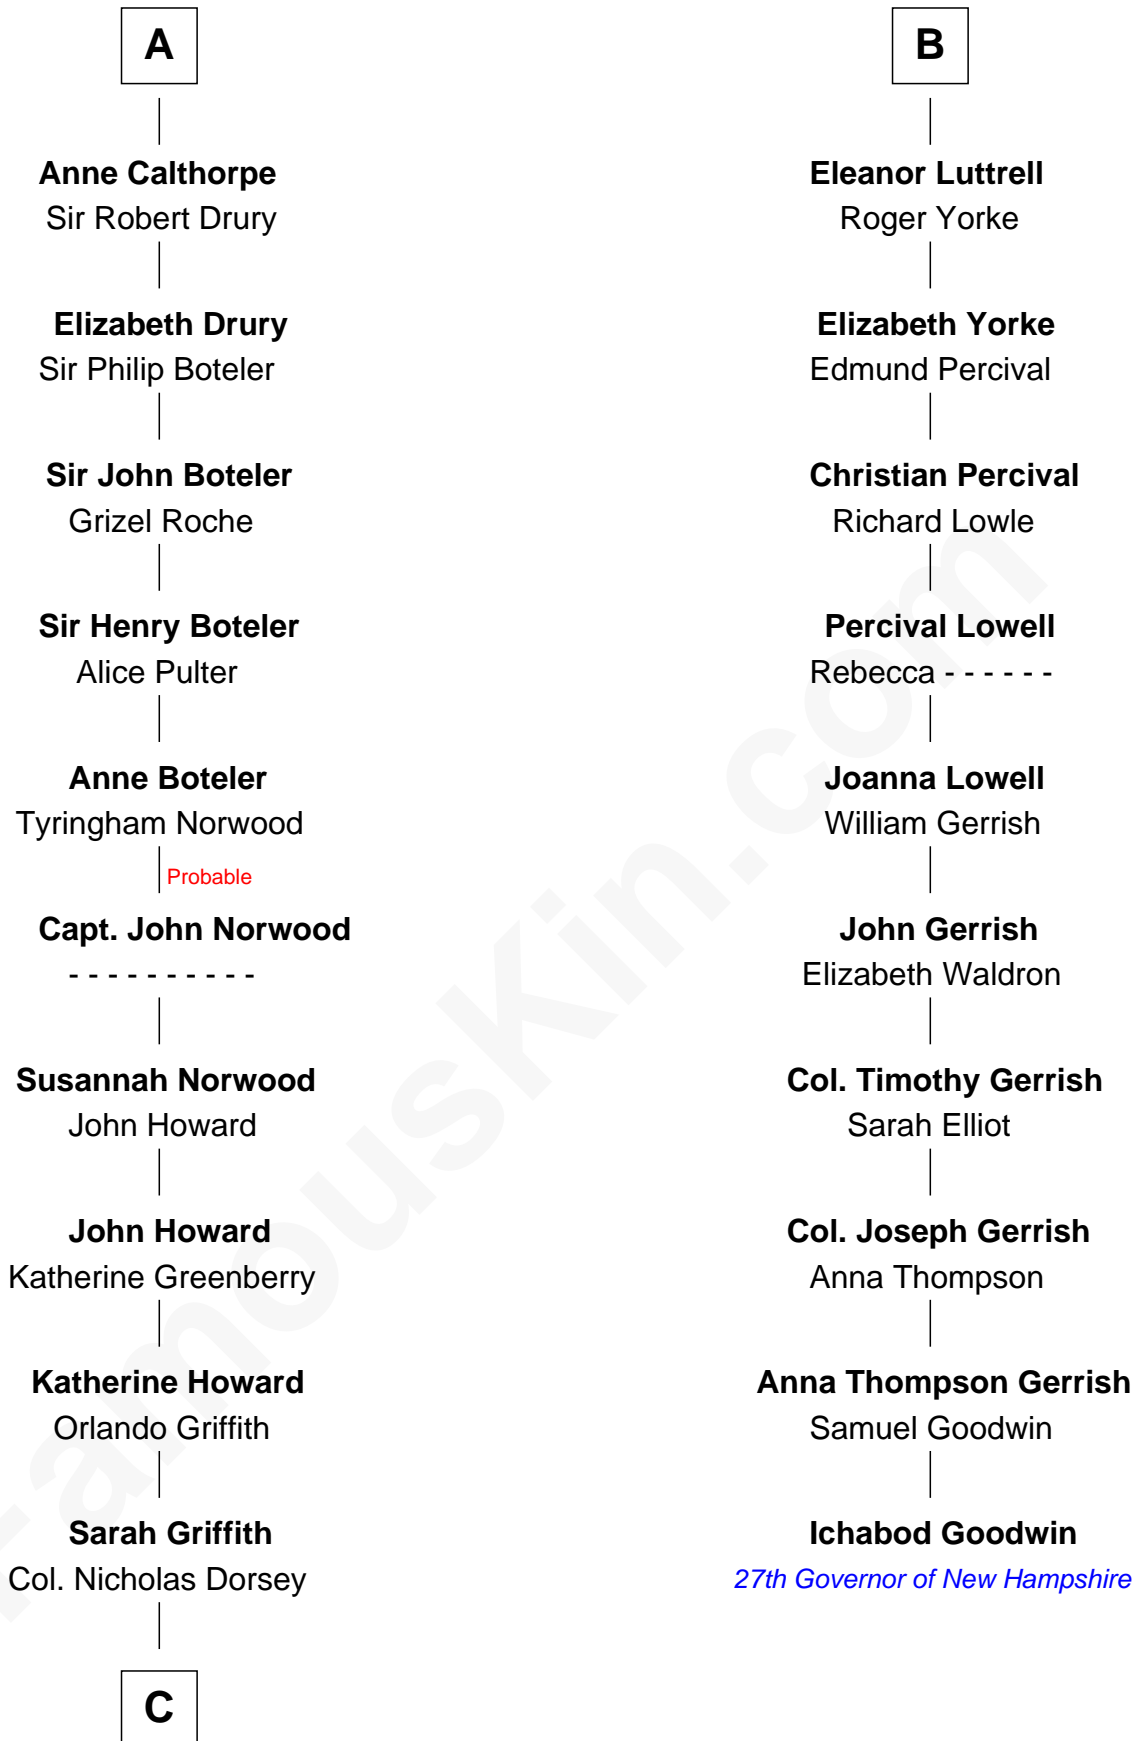 A
Anne Calthorpe
Sir Robert Drury
Elizabeth Drury
Sir Philip Boteler
Sir John Boteler
Grizel Roche
Sir Henry Boteler
Alice Pulter
Anne Boteler
Tyringham Norwood
Probable
Capt. John Norwood
- - - - - - - - - -
Susannah Norwood
John Howard
John Howard
Katherine Greenberry
Katherine Howard
Orlando Griffith
Sarah Griffith
Col. Nicholas Dorsey
C
B
Eleanor Luttrell
Roger Yorke
Elizabeth Yorke
Edmund Percival
Christian Percival
Richard Lowle
Percival Lowell
Rebecca - - - - - -
Joanna Lowell
William Gerrish
John Gerrish
Elizabeth Waldron
Col. Timothy Gerrish
Sarah Elliot
Col. Joseph Gerrish
Anna Thompson
Anna Thompson Gerrish
Samuel Goodwin
Ichabod Goodwin
27th Governor of New Hampshire
FamousKin.com